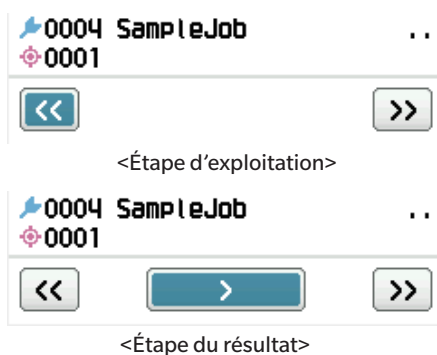 0004 SampleJob ..
0001
<< >>
<Étape d’exploitation>
0004 SampleJob ..
0001
<< > >>
<Étape du résultat>